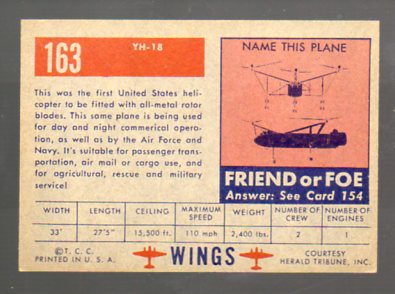 163
YH-18
This was the first United States heli-
copter to be fitted with all-metal rotor
blades. This same plane is being
used for day and night commerical opera-
tion, as well as by the Air Force and
Navy. It's suitable for passenger trans-
portation, air mail or cargo use, and
for agricultural, rescue and military
service!
NAME THIS PLANE
FRIEND or FOE
Answer: See Card 154
WIDTH LENGTH CEILING MAXIMUM SPEED WEIGHT NUMBER OF CREW NUMBER OF ENGINES
33' 27'5" 15,500 ft. 110 mph 2,400 lbs. 2 1
©T. C. C.
PRINTED IN U. S. A.
WINGS
COURTESY
HERALD TRIBUNE, INC.